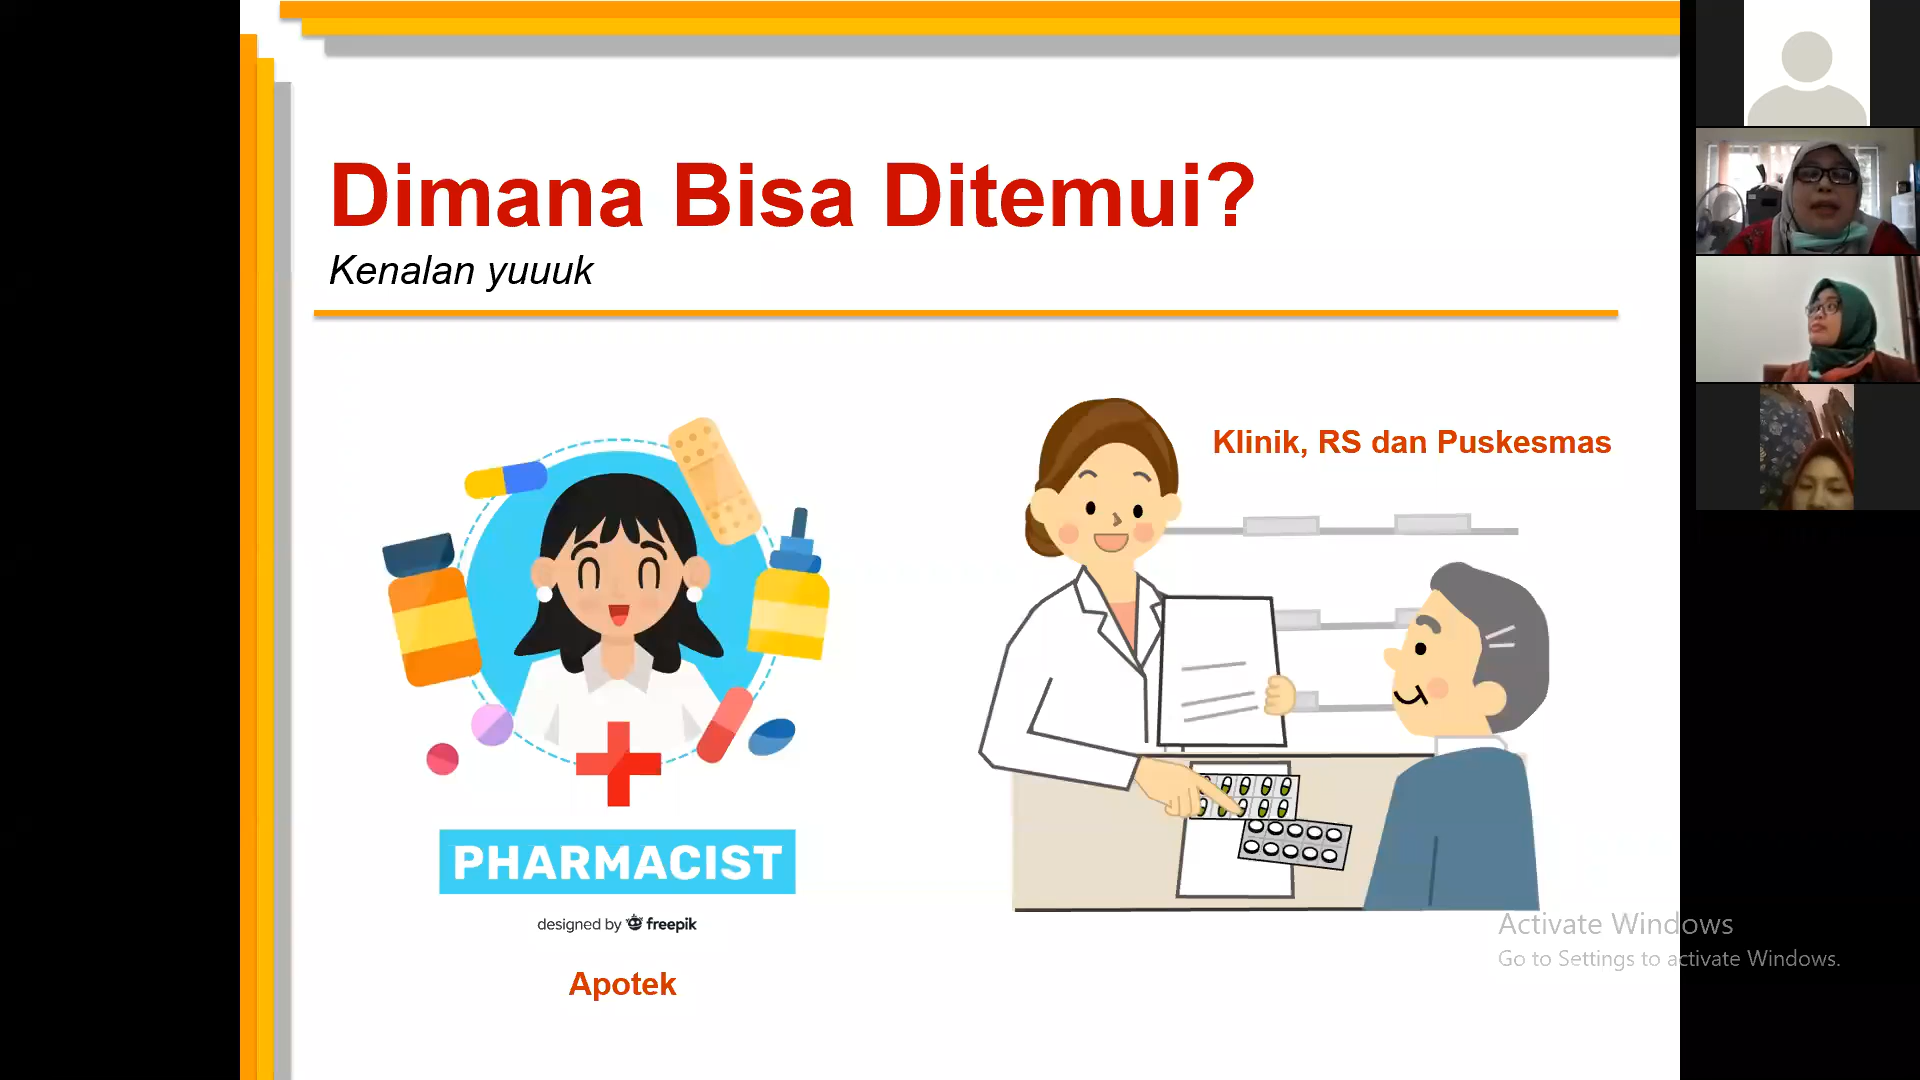 Dimana Bisa Ditemui?
Kenalan yuuuk
Klinik, RS dan Puskesmas
PHARMACIST
designed by freepik
Apotek
Activate Windows
Go to Settings to activate Windows.